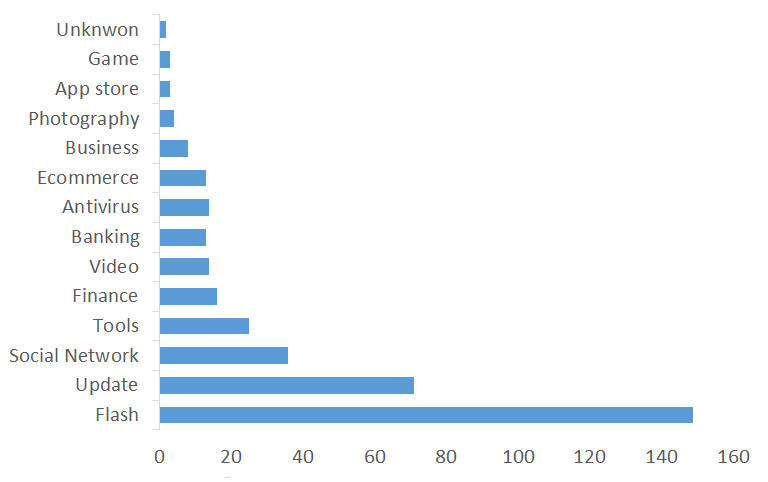 Unknwon
Game
App store
Photography
Business
Ecommerce
Antivirus
Banking
Video
Finance
Tools
Social Network
Update
Flash
0 20 40 60 80 100 120 140 160